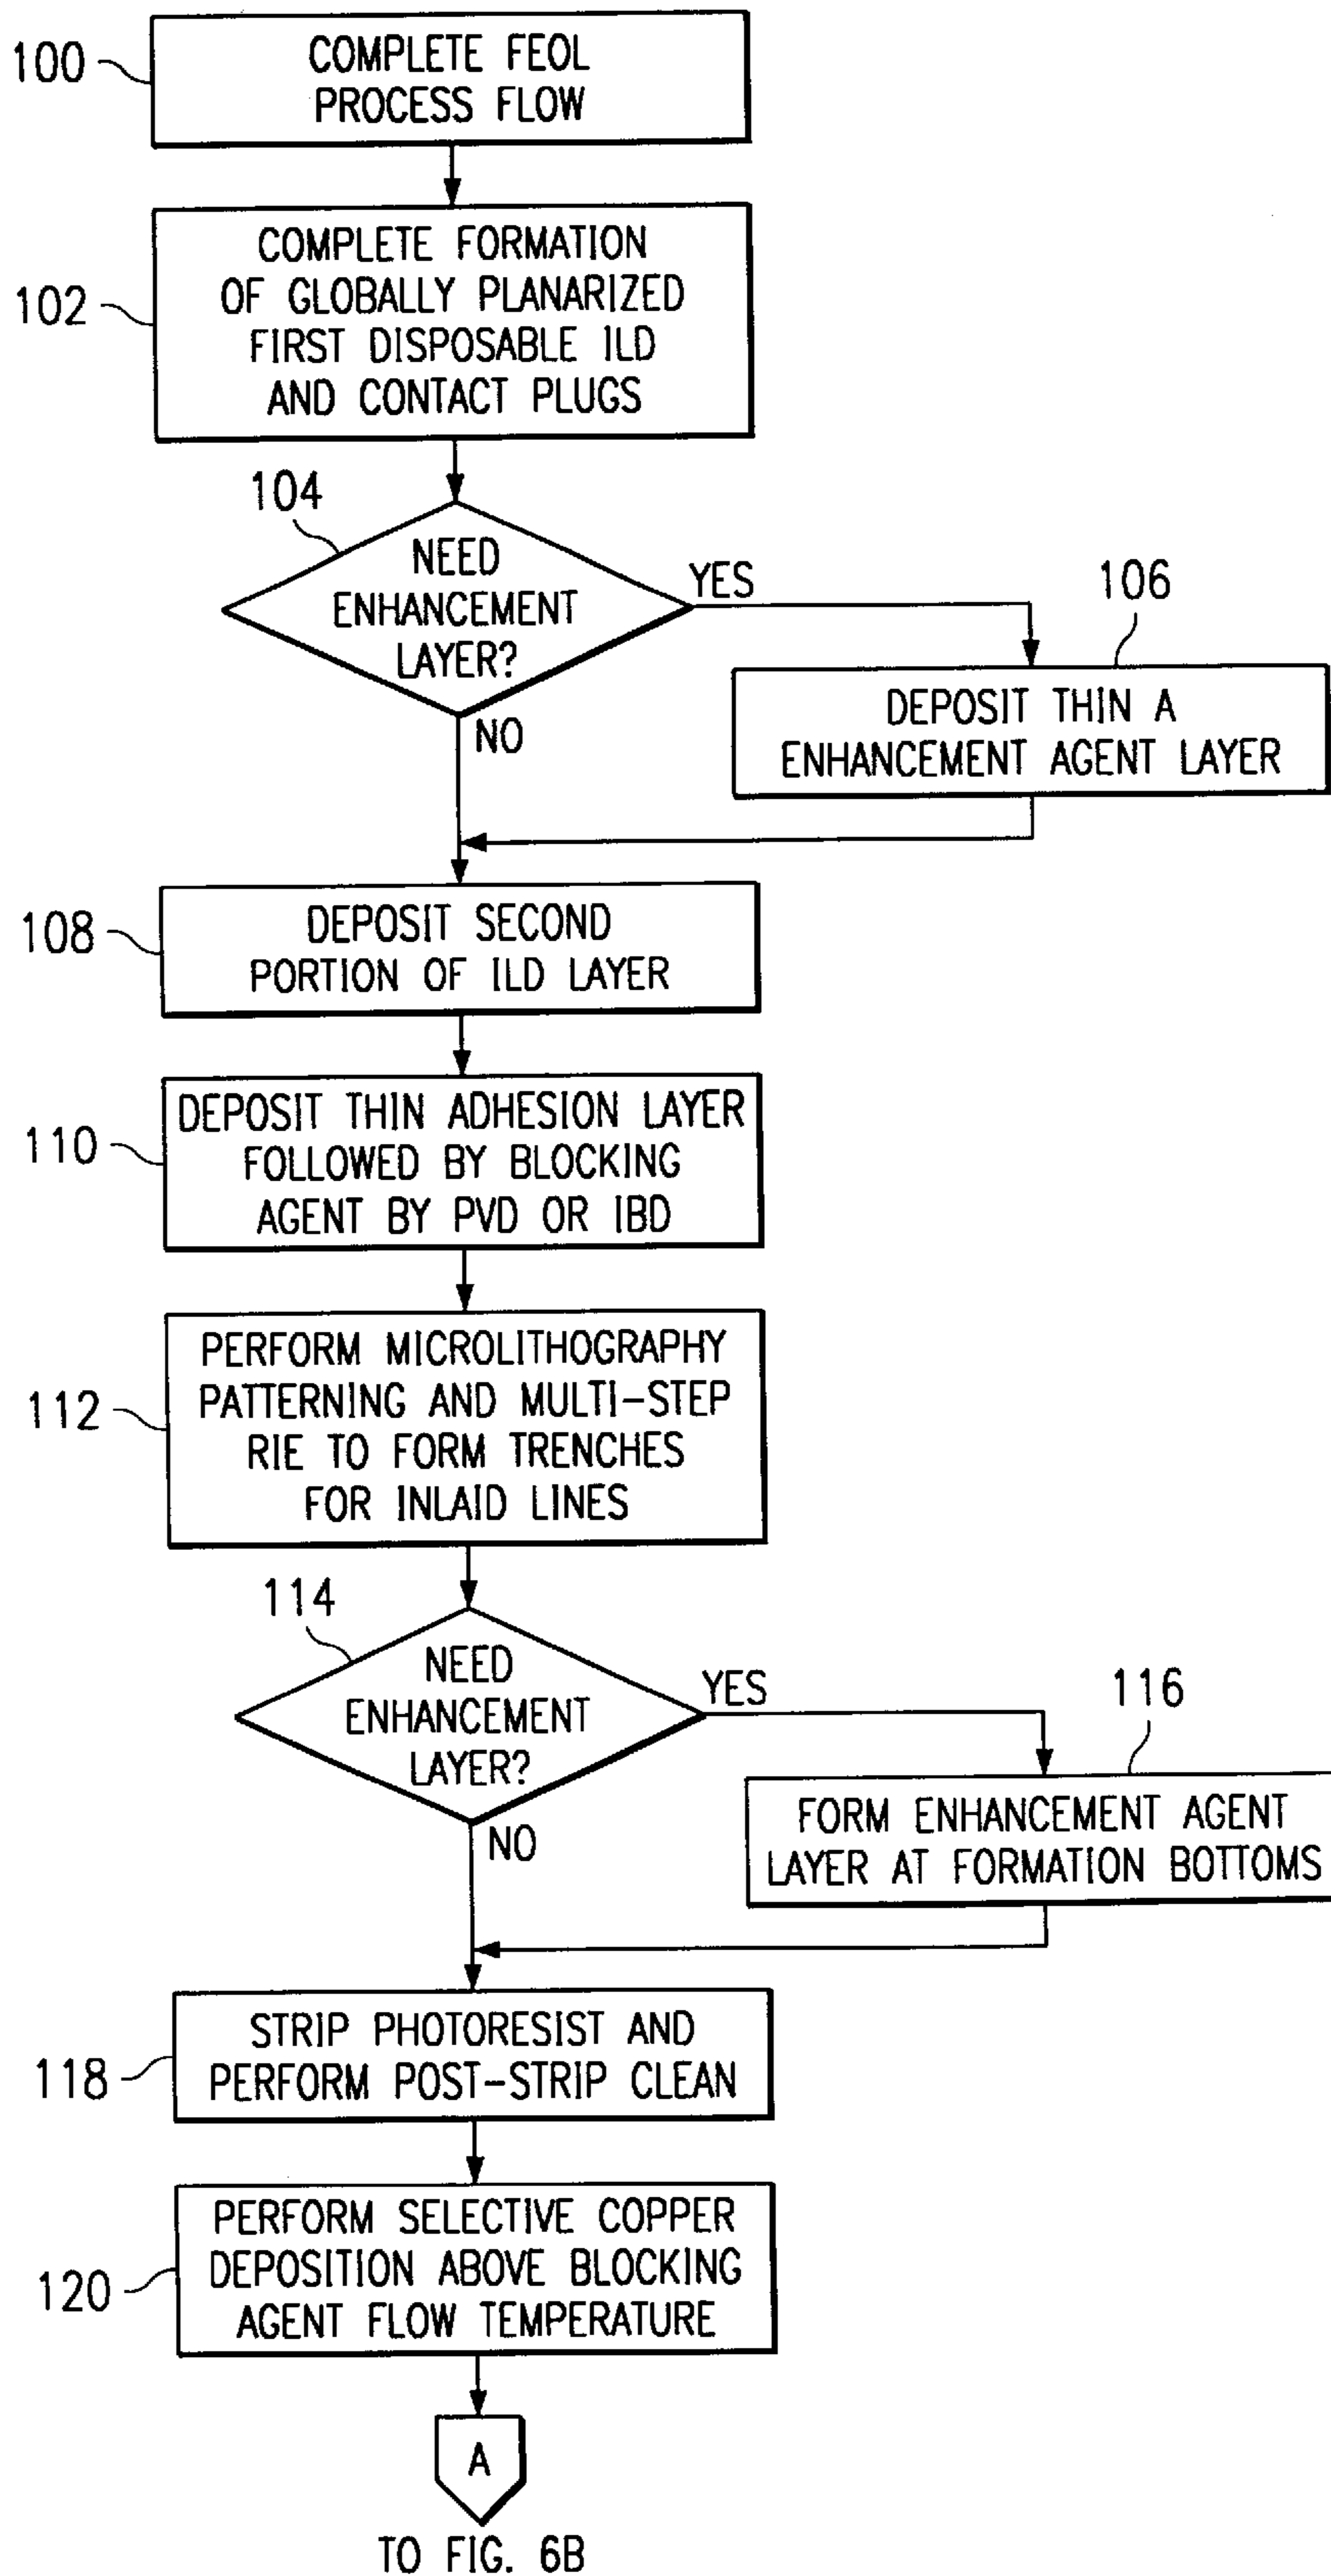 100
COMPLETE FEOL
PROCESS FLOW
102
COMPLETE FORMATION
OF GLOBALLY PLANARIZED
FIRST DISPOSABLE ILD
AND CONTACT PLUGS
104
NEED
ENHANCEMENT
LAYER?
YES
NO
106
DEPOSIT THIN A
ENHANCEMENT AGENT LAYER
108
DEPOSIT SECOND
PORTION OF ILD LAYER
110
DEPOSIT THIN ADHESION LAYER
FOLLOWED BY BLOCKING
AGENT BY PVD OR IBD
112
PERFORM MICROLITHOGRAPHY
PATTERNING AND MULTI-STEP
RIE TO FORM TRENCHES
FOR INLAID LINES
114
NEED
ENHANCEMENT
LAYER?
YES
NO
116
FORM ENHANCEMENT AGENT
LAYER AT FORMATION BOTTOMS
118
STRIP PHOTORESIST AND
PERFORM POST-STRIP CLEAN
120
PERFORM SELECTIVE COPPER
DEPOSITION ABOVE BLOCKING
AGENT FLOW TEMPERATURE
A
TO FIG. 6B